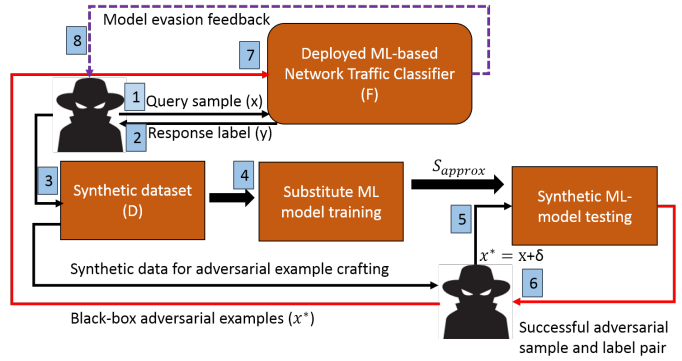 Model evasion feedback
8
7
Deployed ML-based
Network Traffic Classifier
(F)
1
Query sample (x)
2
Response label (y)
3
Synthetic dataset
(D)
4
Substitute ML
model training
S_approx
Synthetic ML-
model testing
5
x* = x+δ
Synthetic data for adversarial example crafting
6
Black-box adversarial examples (x*)
Successful adversarial
sample and label pair